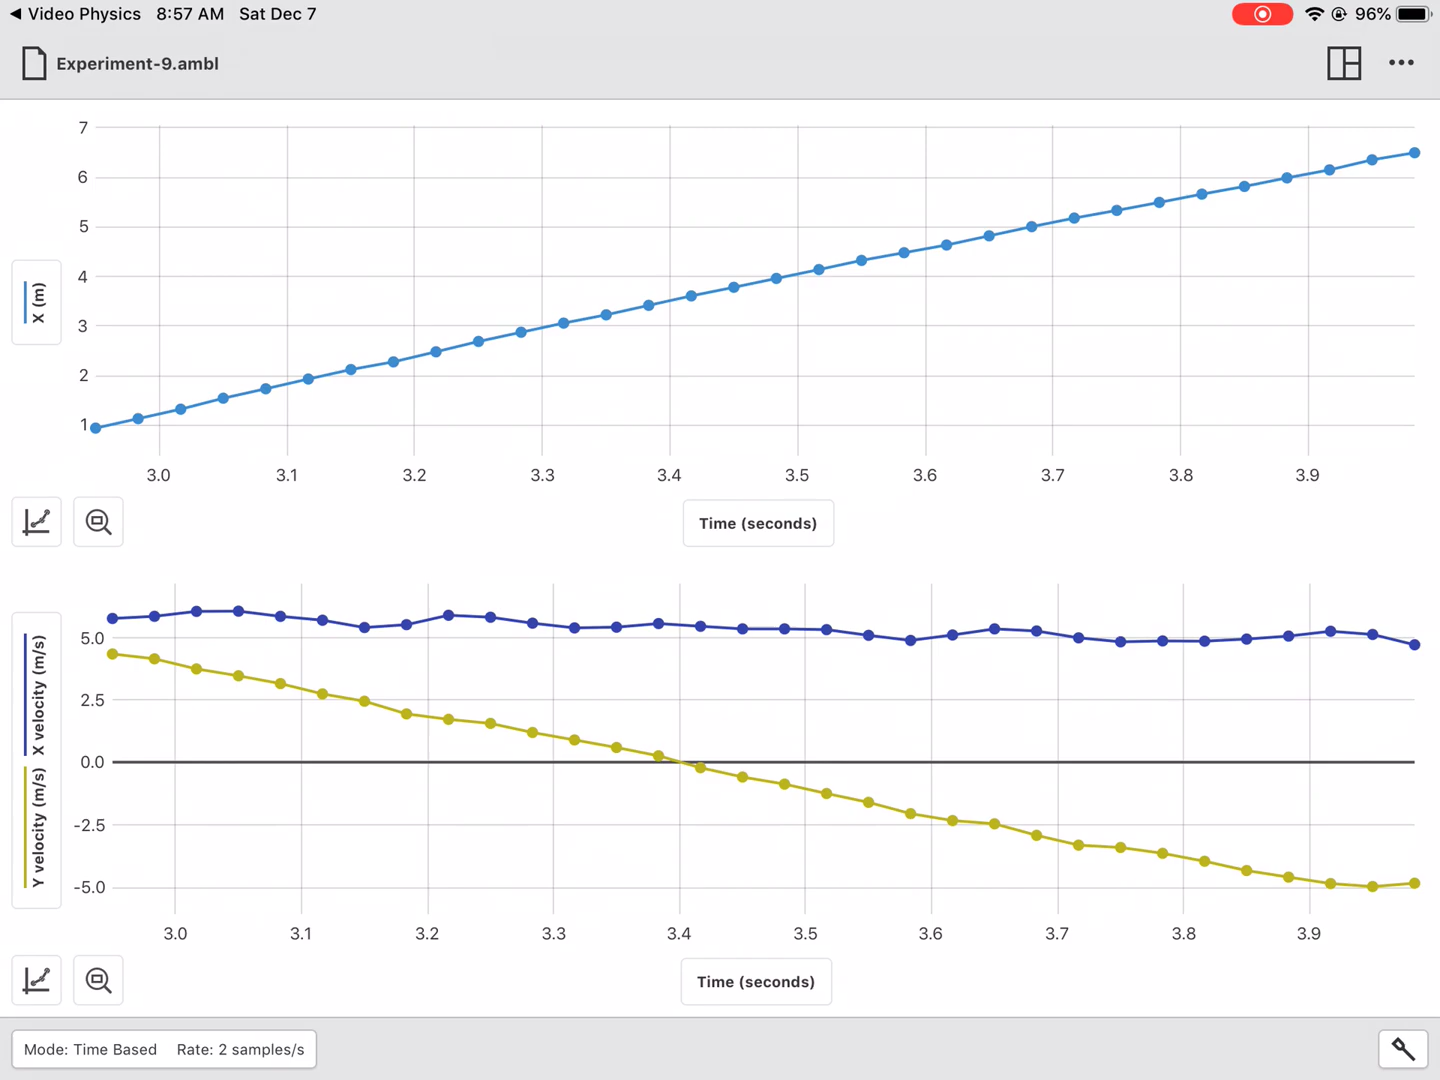 Video Physics 8:57 AM Sat Dec 7 96%
Experiment-9.ambl
X (m)
7
6
5
4
3
2
1
3.0 3.1 3.2 3.3 3.4 3.5 3.6 3.7 3.8 3.9
Time (seconds)
X velocity (m/s)
Y velocity (m/s)
5.0
2.5
0.0
-2.5
-5.0
3.0 3.1 3.2 3.3 3.4 3.5 3.6 3.7 3.8 3.9
Time (seconds)
Mode: Time Based Rate: 2 samples/s